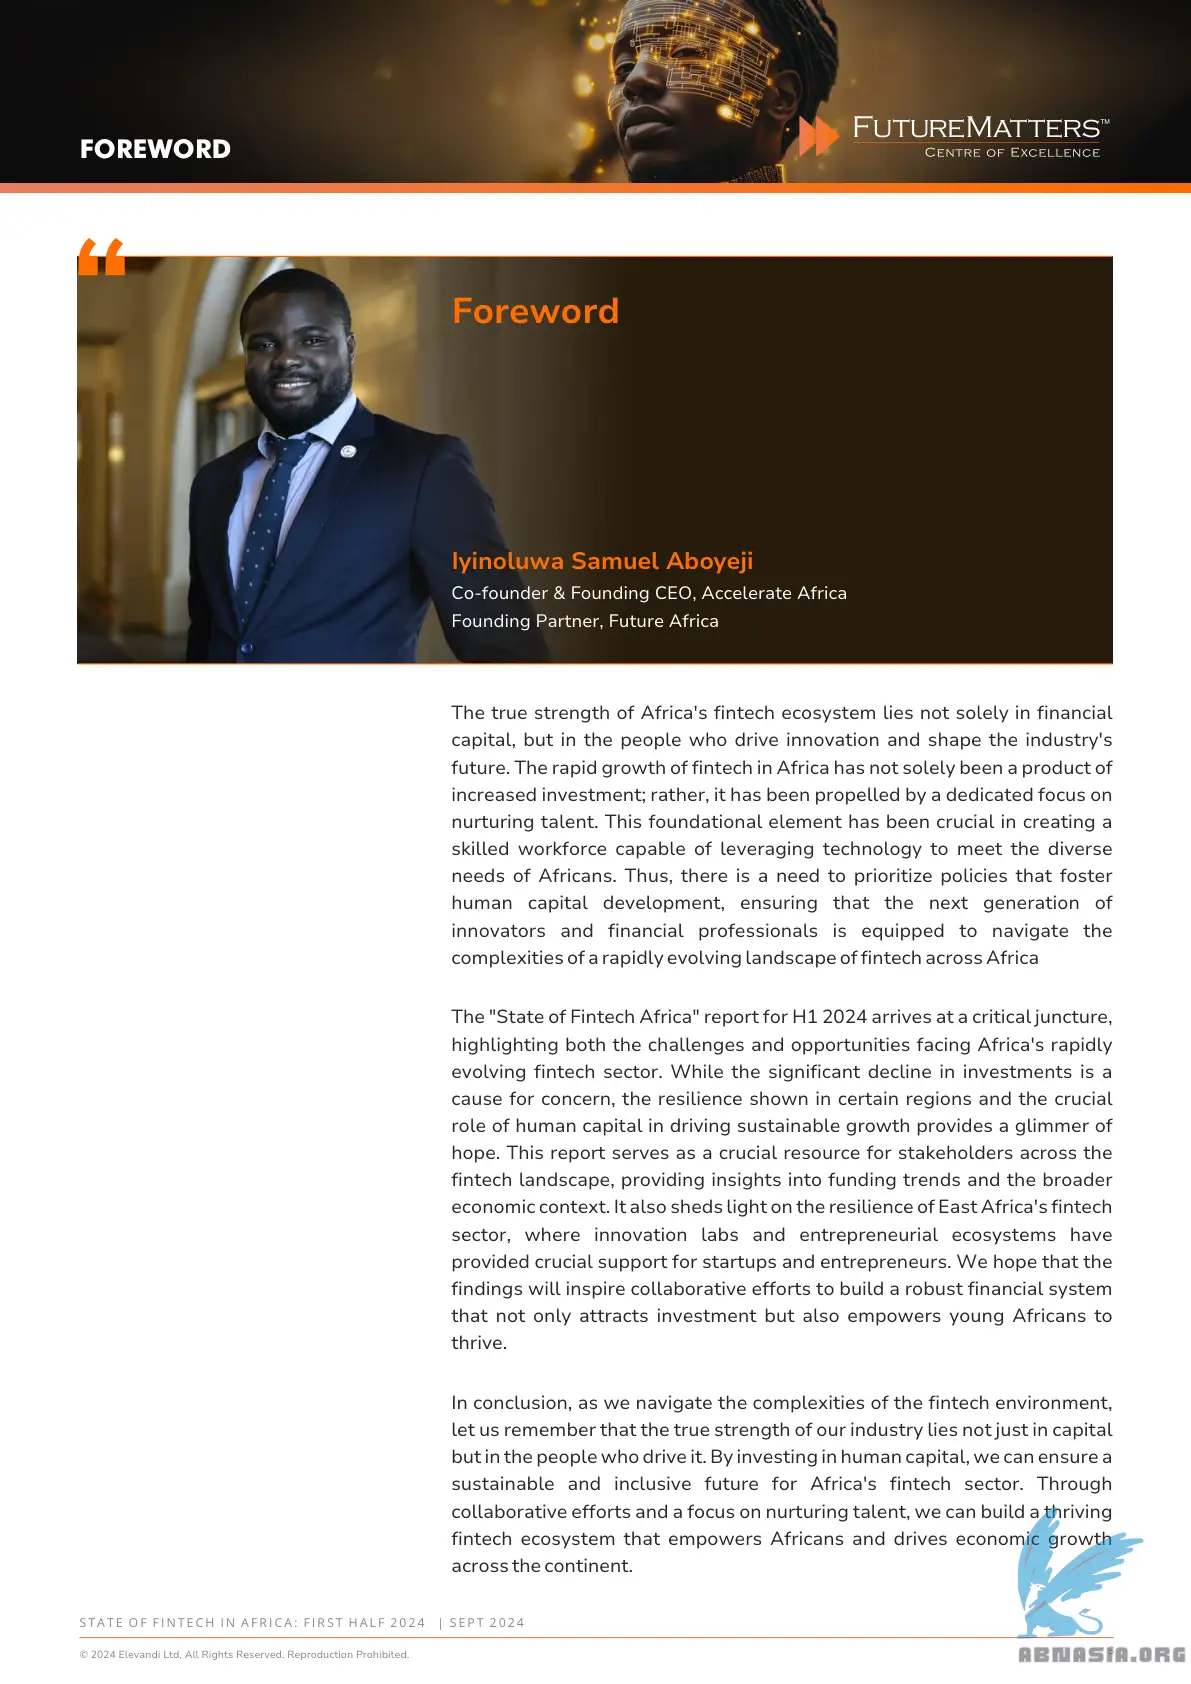 FOREWORD
FUTUREMATTERS™
CENTRE OF EXCELLENCE
“
Foreword
Iyinoluwa Samuel Aboyeji
Co-founder & Founding CEO, Accelerate Africa
Founding Partner, Future Africa
The true strength of Africa's fintech ecosystem lies not solely in financial
capital, but in the people who drive innovation and shape the industry's
future. The rapid growth of fintech in Africa has not solely been a product of
increased investment; rather, it has been propelled by a dedicated focus on
nurturing talent. This foundational element has been crucial in creating a
skilled workforce capable of leveraging technology to meet the diverse
needs of Africans. Thus, there is a need to prioritize policies that foster
human capital development, ensuring that the next generation of
innovators and financial professionals is equipped to navigate the
complexities of a rapidly evolving landscape of fintech across Africa
The "State of Fintech Africa" report for H1 2024 arrives at a critical juncture,
highlighting both the challenges and opportunities facing Africa's rapidly
evolving fintech sector. While the significant decline in investments is a
cause for concern, the resilience shown in certain regions and the crucial
role of human capital in driving sustainable growth provides a glimmer of
hope. This report serves as a crucial resource for stakeholders across the
fintech landscape, providing insights into funding trends and the broader
economic context. It also sheds light on the resilience of East Africa's fintech
sector, where innovation labs and entrepreneurial ecosystems have
provided crucial support for startups and entrepreneurs. We hope that the
findings will inspire collaborative efforts to build a robust financial system
that not only attracts investment but also empowers young Africans to
thrive.
In conclusion, as we navigate the complexities of the fintech environment,
let us remember that the true strength of our industry lies not just in capital
but in the people who drive it. By investing in human capital, we can ensure a
sustainable and inclusive future for Africa's fintech sector. Through
collaborative efforts and a focus on nurturing talent, we can build a thriving
fintech ecosystem that empowers Africans and drives economic growth
across the continent.
STATE OF FINTECH IN AFRICA: FIRST HALF 2024 | SEPT 2024
© 2024 Elevandi Ltd, All Rights Reserved. Reproduction Prohibited.
ABNASIA.ORG